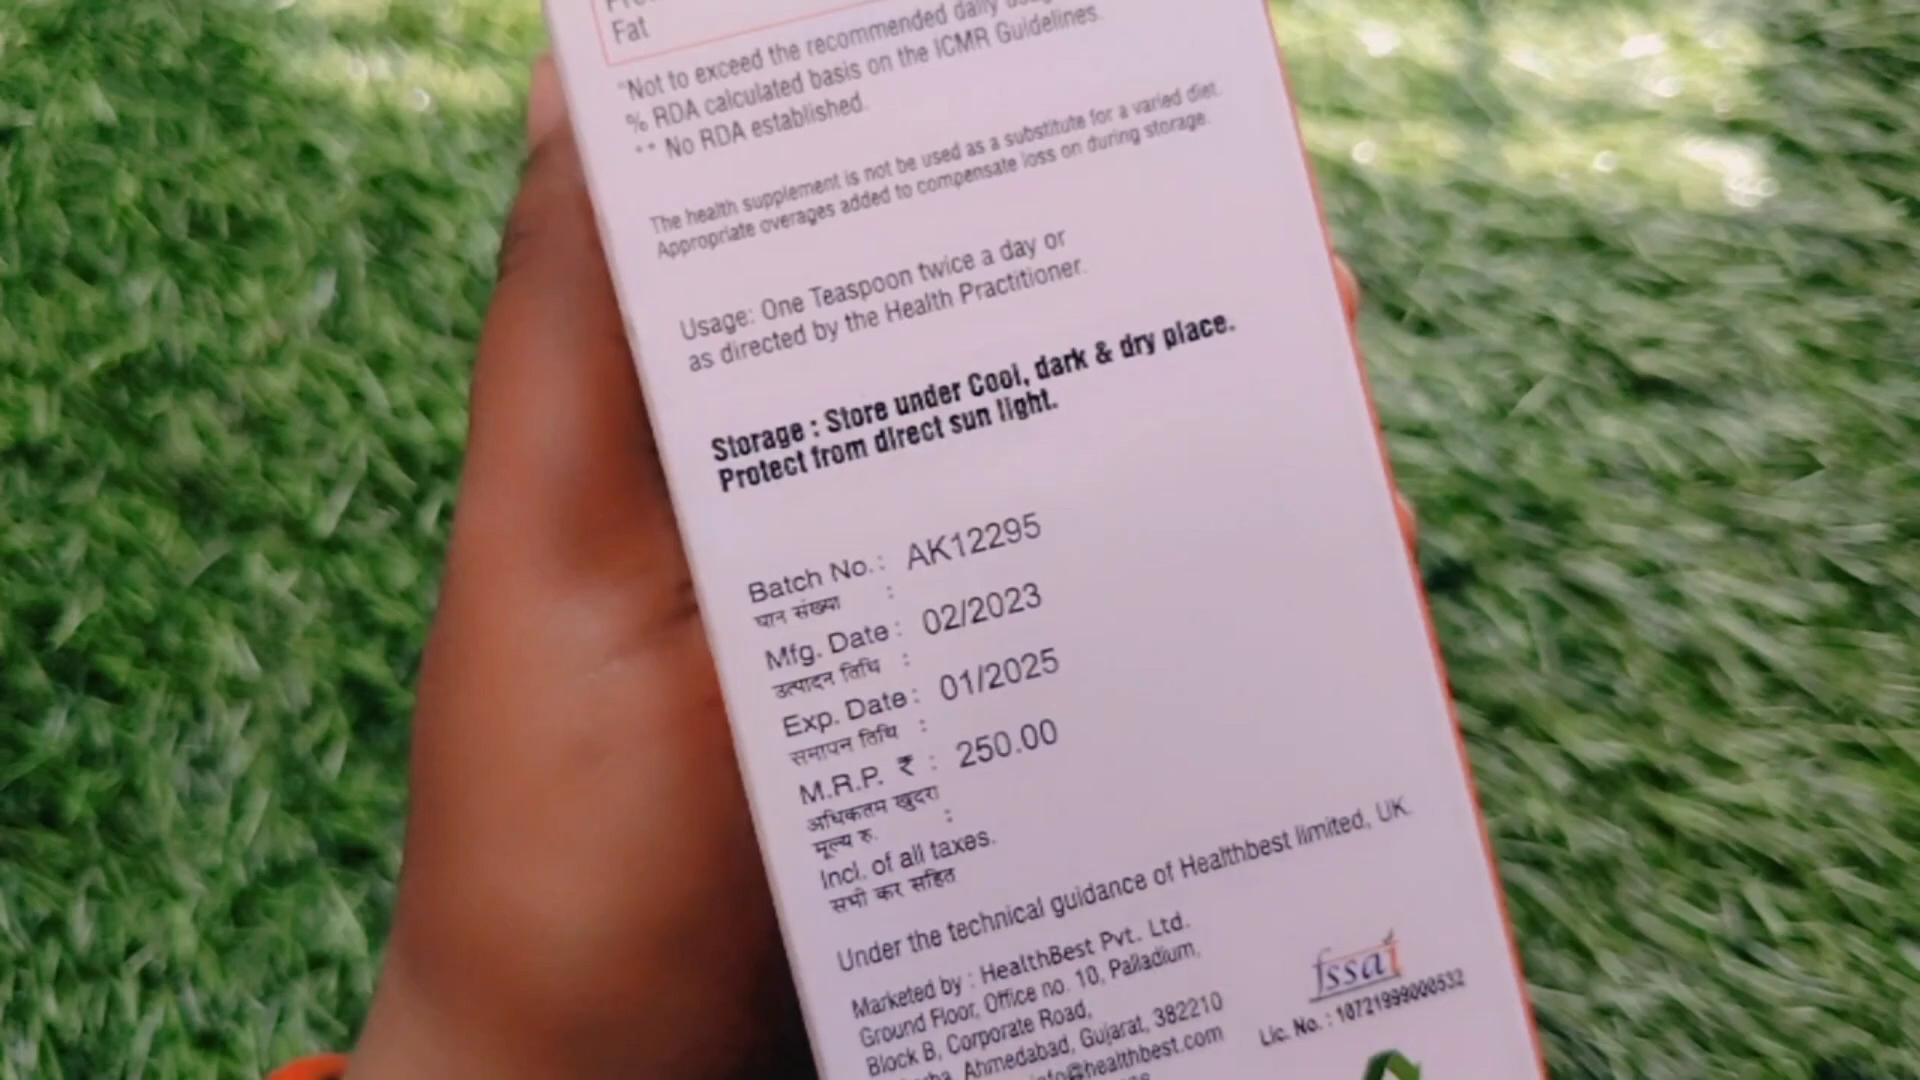 Fat
*Not to exceed the recommended daily
% RDA calculated basis on the ICMR Guidelines.
** No RDA established.
The health supplement is not be used as a substitute for a varied diet.
Appropriate overages added to compensate loss on during storage.
Usage: One Teaspoon twice a day or
as directed by the Health Practitioner.
Storage : Store under Cool, dark & dry place.
Protect from direct sun light.
Batch No. : AK12295
घान संख्या :
Mfg. Date : 02/2023
उत्पादन तिथि :
Exp. Date : 01/2025
समापन तिथि :
M.R.P. ₹ : 250.00
अधिकतम खुदरा
मूल्य रु. :
Incl. of all taxes.
सभी कर सहित
Under the technical guidance of Healthbest limited, UK.
Marketed by : HealthBest Pvt. Ltd.
Ground Floor, Office no. 10, Palladium,
Block B, Corporate Road,
Ahmedabad, Gujarat, 382210
info@healthbest.com
fssai
Lic. No. : 10721999000532